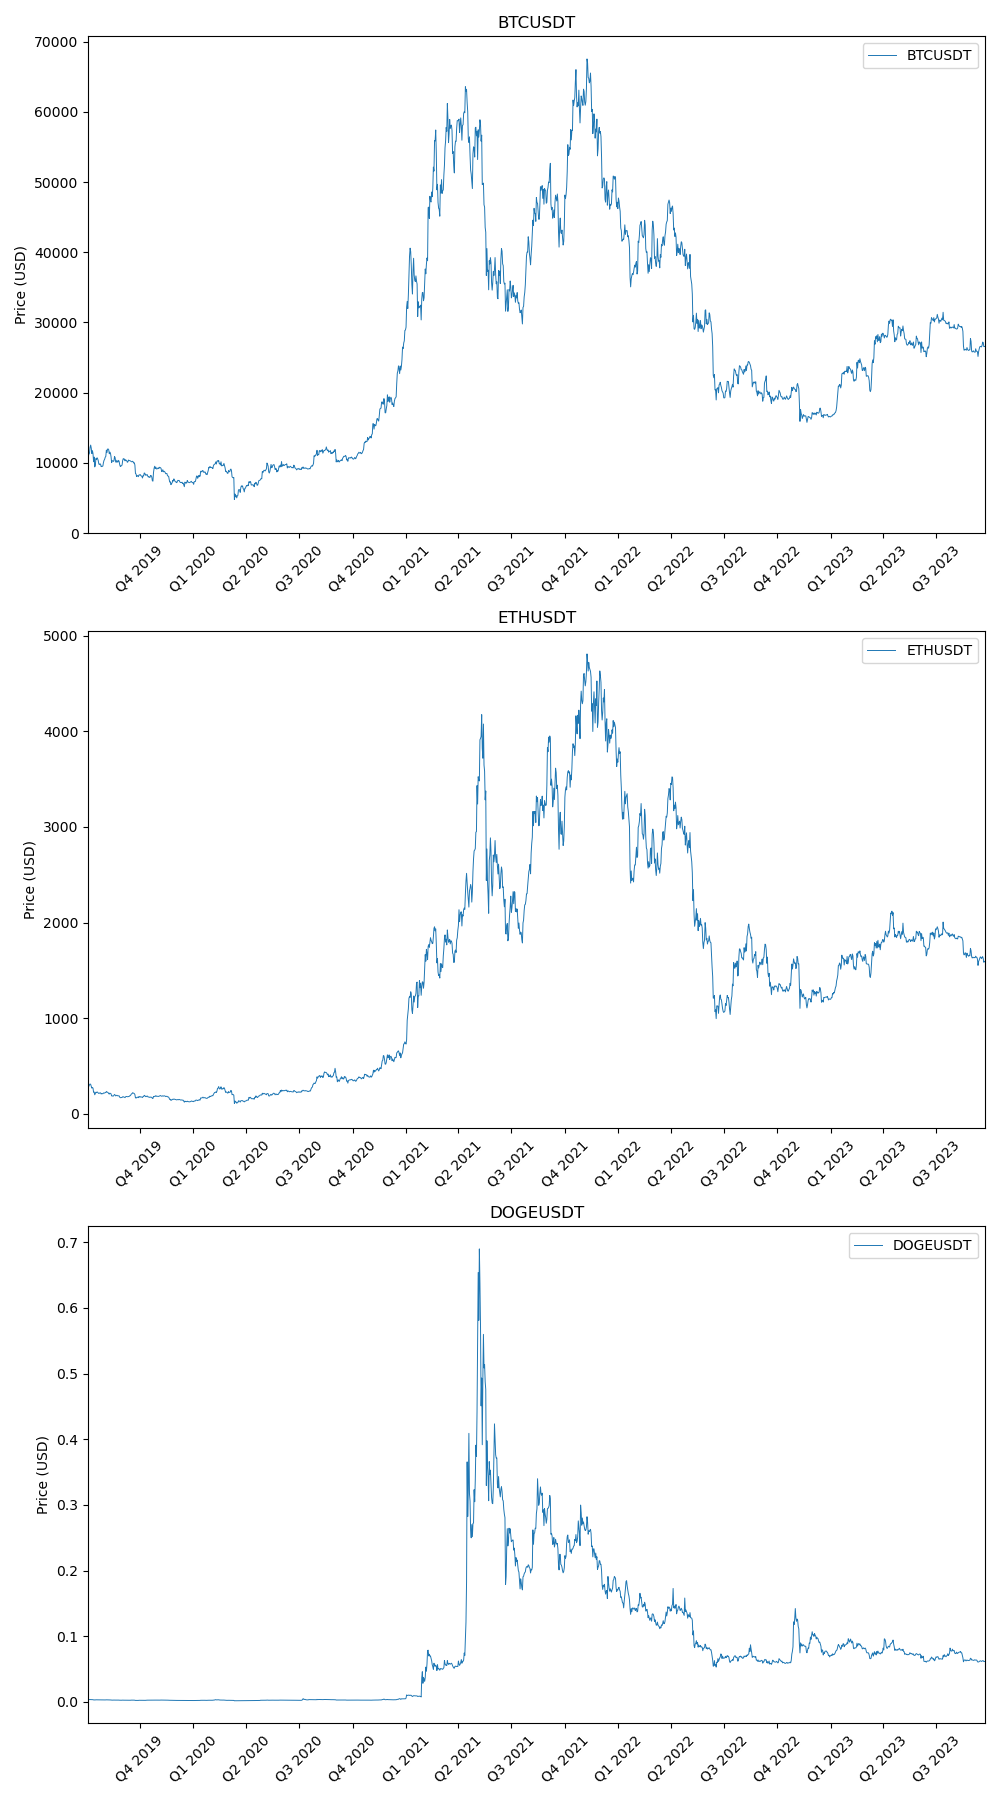 BTCUSDT
BTCUSDT
Price (USD)
70000
60000
50000
40000
30000
20000
10000
0
Q4 2019 Q1 2020 Q2 2020 Q3 2020 Q4 2020 Q1 2021 Q2 2021 Q3 2021 Q4 2021 Q1 2022 Q2 2022 Q3 2022 Q4 2022 Q1 2023 Q2 2023 Q3 2023
ETHUSDT
ETHUSDT
Price (USD)
5000
4000
3000
2000
1000
0
Q4 2019 Q1 2020 Q2 2020 Q3 2020 Q4 2020 Q1 2021 Q2 2021 Q3 2021 Q4 2021 Q1 2022 Q2 2022 Q3 2022 Q4 2022 Q1 2023 Q2 2023 Q3 2023
DOGEUSDT
DOGEUSDT
Price (USD)
0.7
0.6
0.5
0.4
0.3
0.2
0.1
0.0
Q4 2019 Q1 2020 Q2 2020 Q3 2020 Q4 2020 Q1 2021 Q2 2021 Q3 2021 Q4 2021 Q1 2022 Q2 2022 Q3 2022 Q4 2022 Q1 2023 Q2 2023 Q3 2023